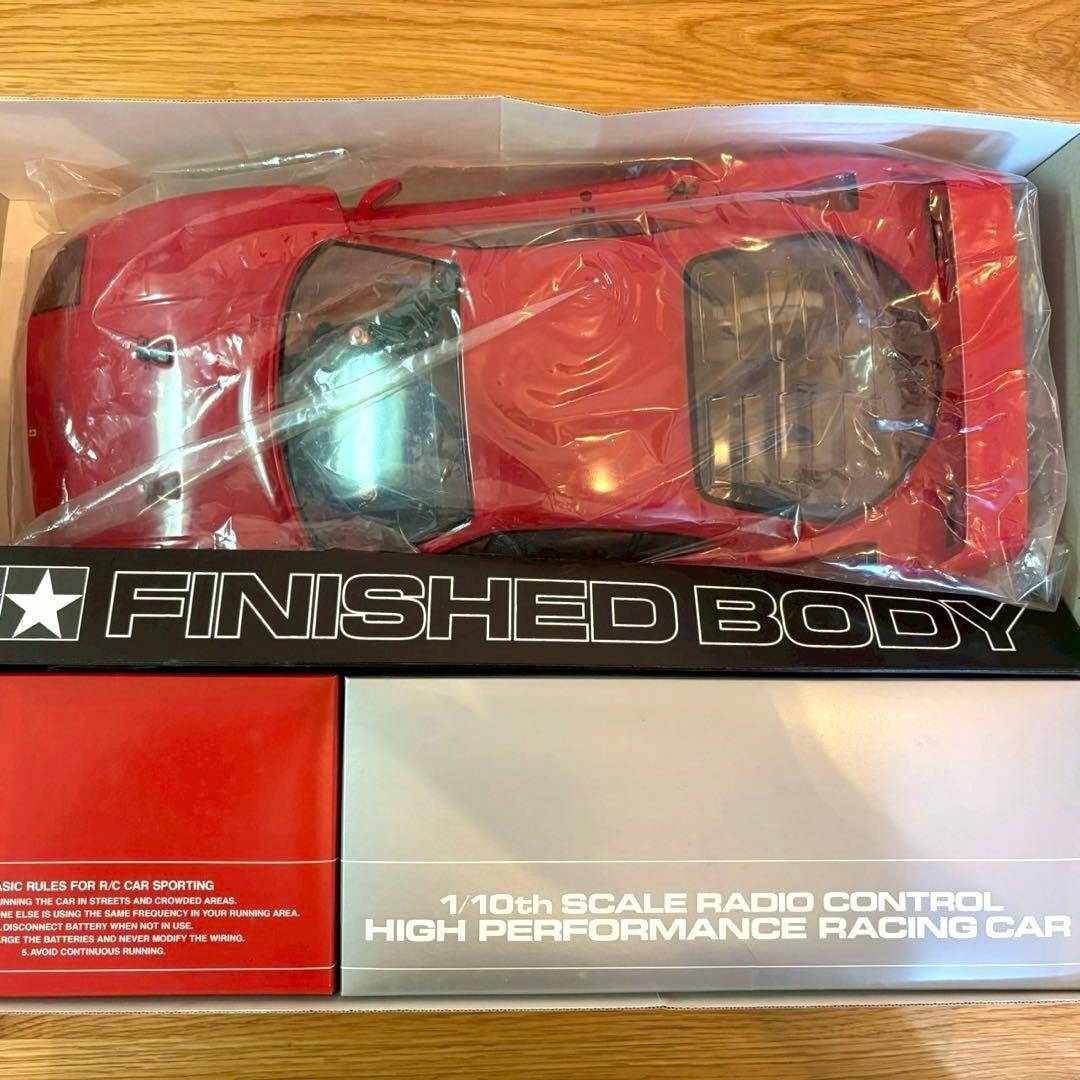 FINISHED BODY
ASIC RULES FOR R/C CAR SPORTING
UNNING THE CAR IN STREETS AND CROWDED AREAS.
ONE ELSE IS USING THE SAME FREQUENCY IN YOUR RUNNING AREA.
DISCONNECT BATTERY WHEN NOT IN USE.
ARGE THE BATTERIES AND NEVER MODIFY THE WIRING.
5. AVOID CONTINUOUS RUNNING.
1/10th SCALE RADIO CONTROL
HIGH PERFORMANCE RACING CAR